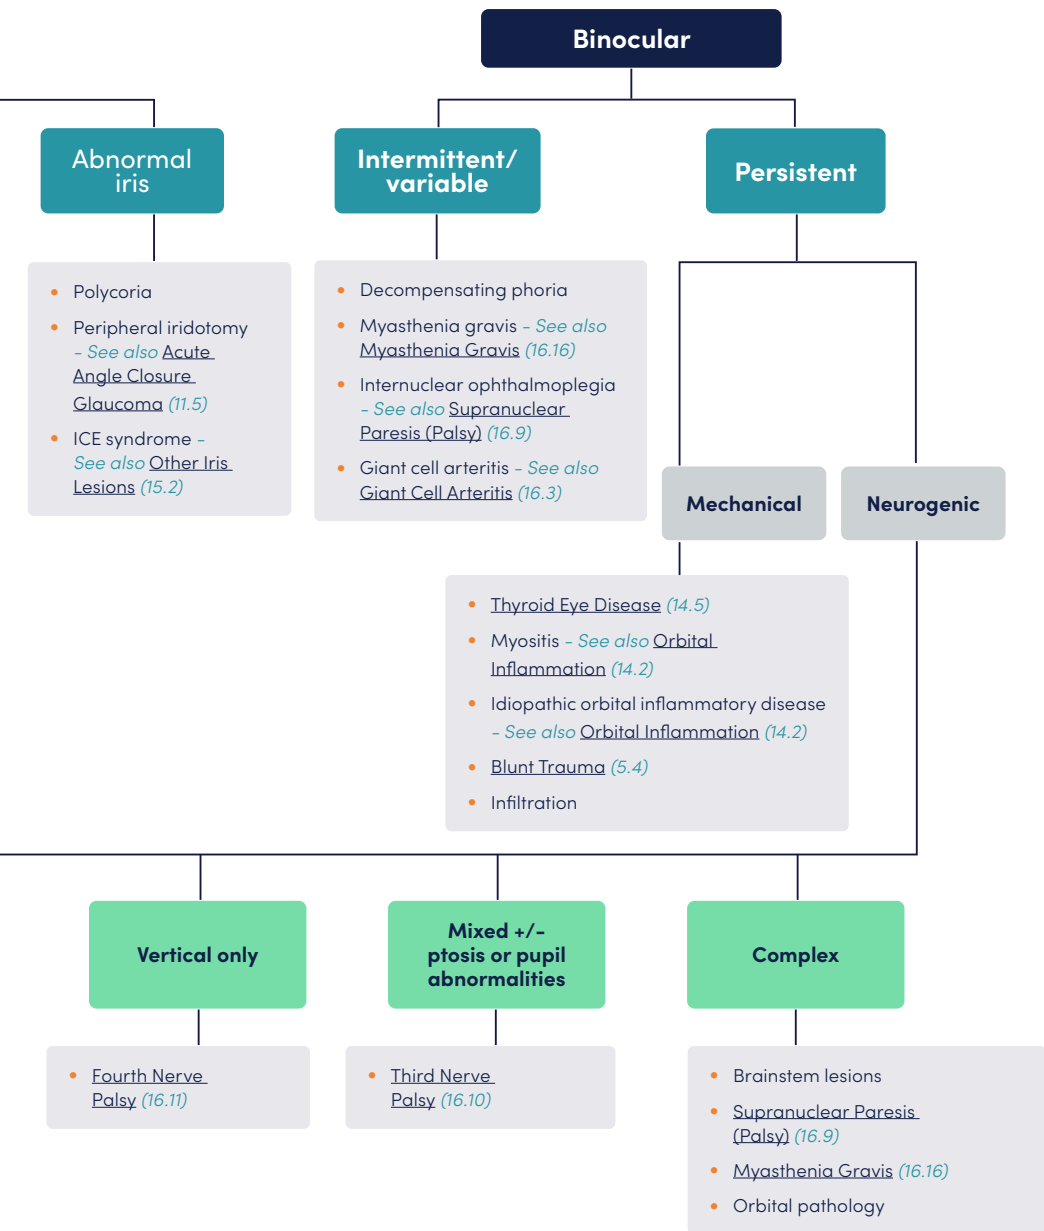 Binocular
Abnormal
iris
Intermittent/
variable
Persistent
• Polycoria
• Peripheral iridotomy
- See also Acute
Angle Closure
Glaucoma (11.5)
• ICE syndrome -
See also Other Iris
Lesions (15.2)
• Decompensating phoria
• Myasthenia gravis - See also
Myasthenia Gravis (16.16)
• Internuclear ophthalmoplegia
- See also Supranuclear
Paresis (Palsy) (16.9)
• Giant cell arteritis - See also
Giant Cell Arteritis (16.3)
Mechanical
Neurogenic
• Thyroid Eye Disease (14.5)
• Myositis - See also Orbital
Inflammation (14.2)
• Idiopathic orbital inflammatory disease
- See also Orbital Inflammation (14.2)
• Blunt Trauma (5.4)
• Infiltration
Vertical only
Mixed +/-
ptosis or pupil
abnormalities
Complex
• Fourth Nerve
Palsy (16.11)
• Third Nerve
Palsy (16.10)
• Brainstem lesions
• Supranuclear Paresis
(Palsy) (16.9)
• Myasthenia Gravis (16.16)
• Orbital pathology